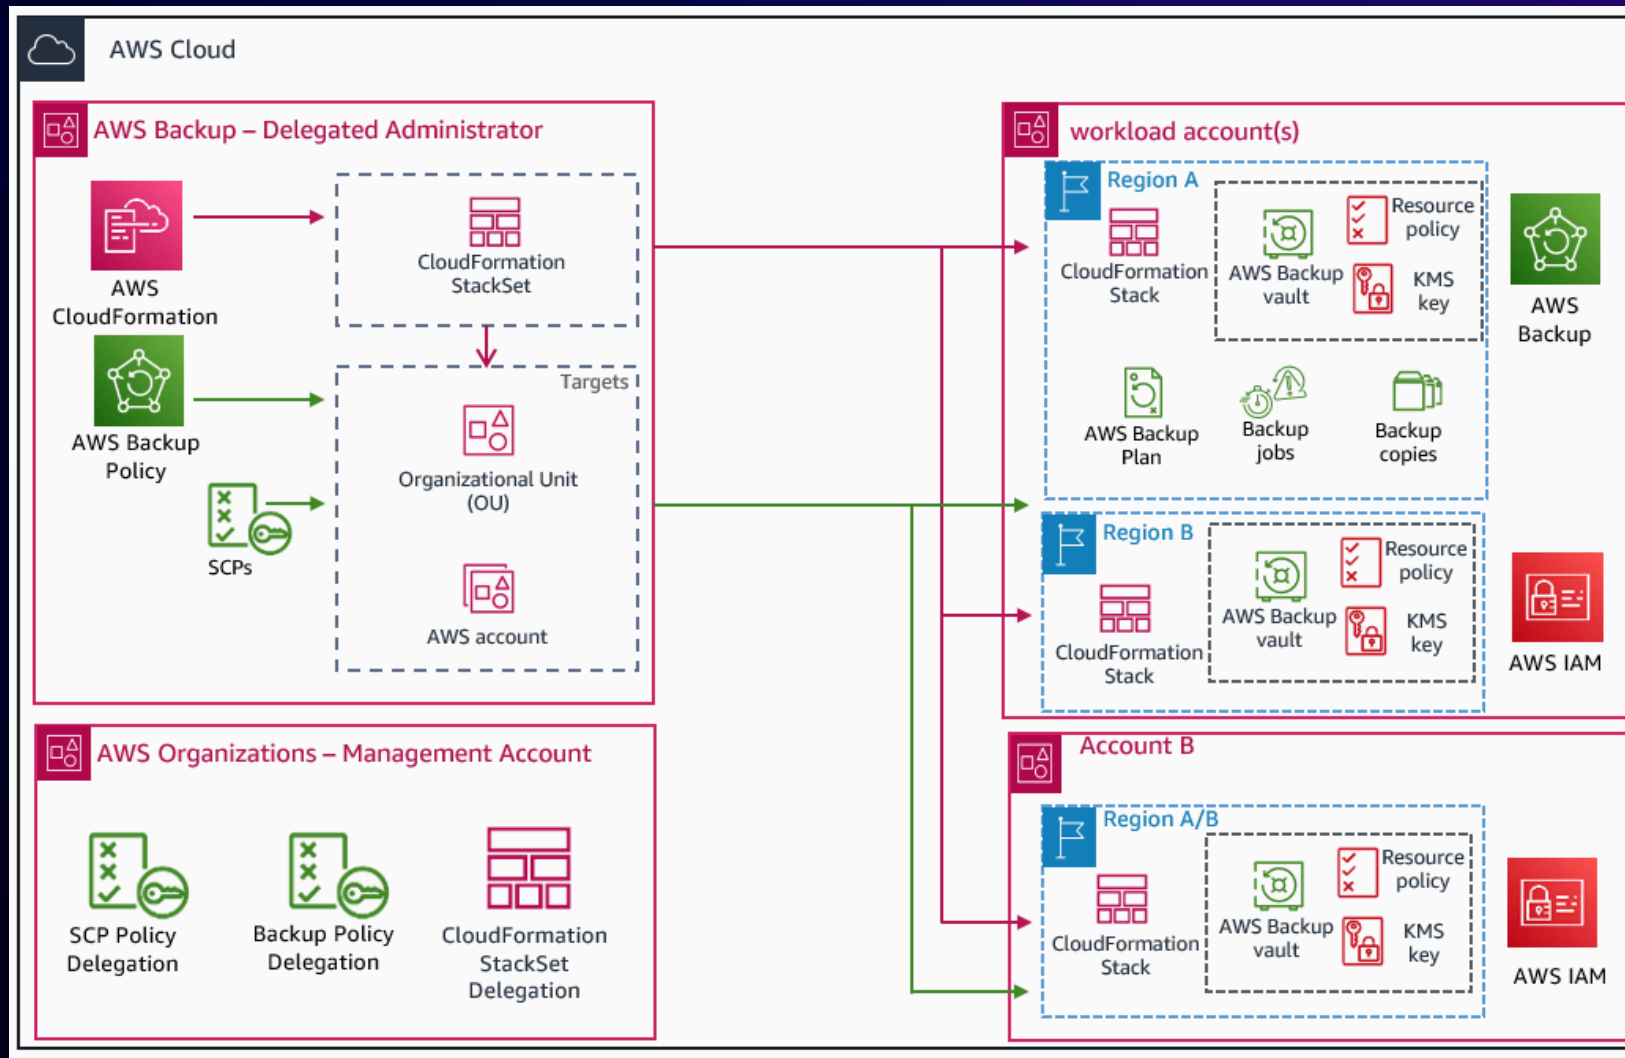 AWS Cloud
AWS Backup – Delegated Administrator
AWS
CloudFormation
CloudFormation
StackSet
AWS Backup
Policy
Targets
Organizational Unit
(OU)
SCPs
AWS account
AWS Organizations – Management Account
SCP Policy
Delegation
Backup Policy
Delegation
CloudFormation
StackSet
Delegation
workload account(s)
Region A
CloudFormation
Stack
AWS Backup
vault
Resource
policy
KMS
key
AWS
Backup
AWS Backup
Plan
Backup
jobs
Backup
copies
Region B
CloudFormation
Stack
AWS Backup
vault
Resource
policy
KMS
key
AWS IAM
Account B
Region A/B
CloudFormation
Stack
AWS Backup
vault
Resource
policy
KMS
key
AWS IAM